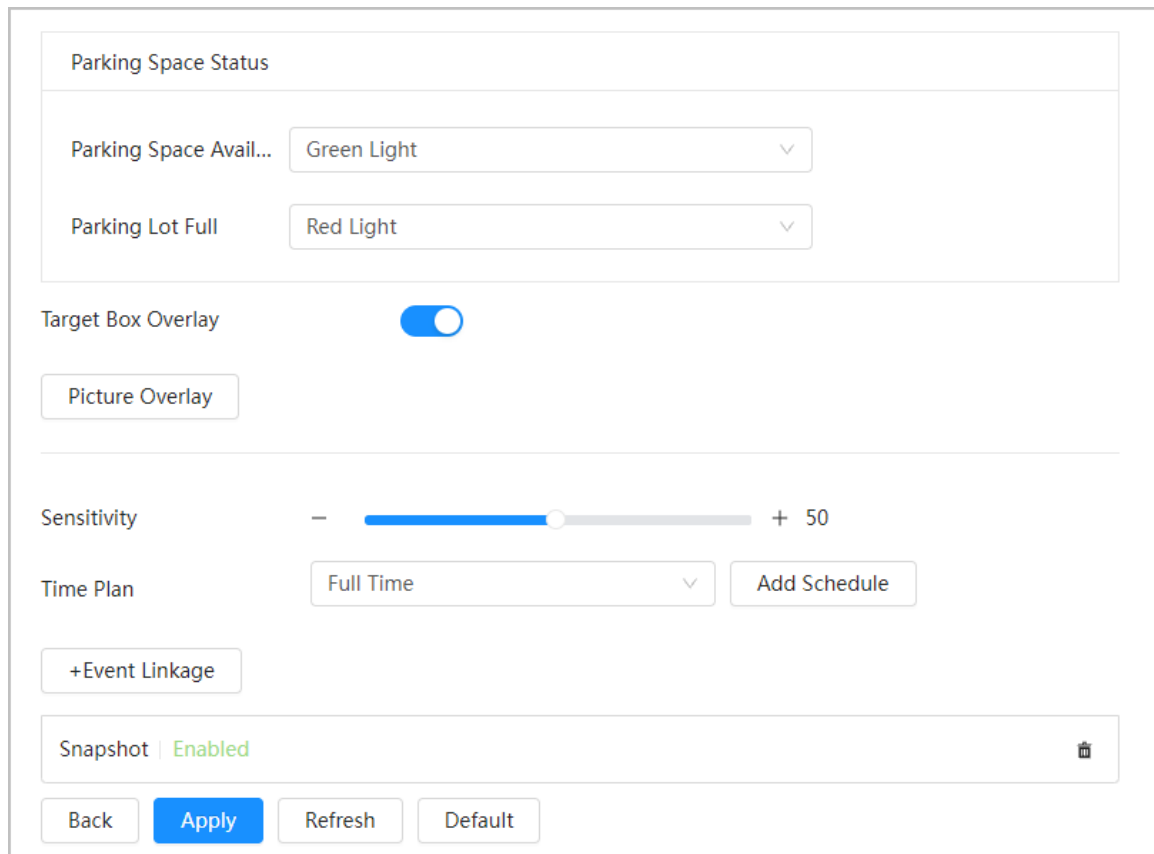 Parking Space Status
Parking Space Avail... Green Light
Parking Lot Full Red Light
Target Box Overlay
Picture Overlay
Sensitivity − + 50
Time Plan Full Time Add Schedule
+Event Linkage
Snapshot Enabled
Back Apply Refresh Default